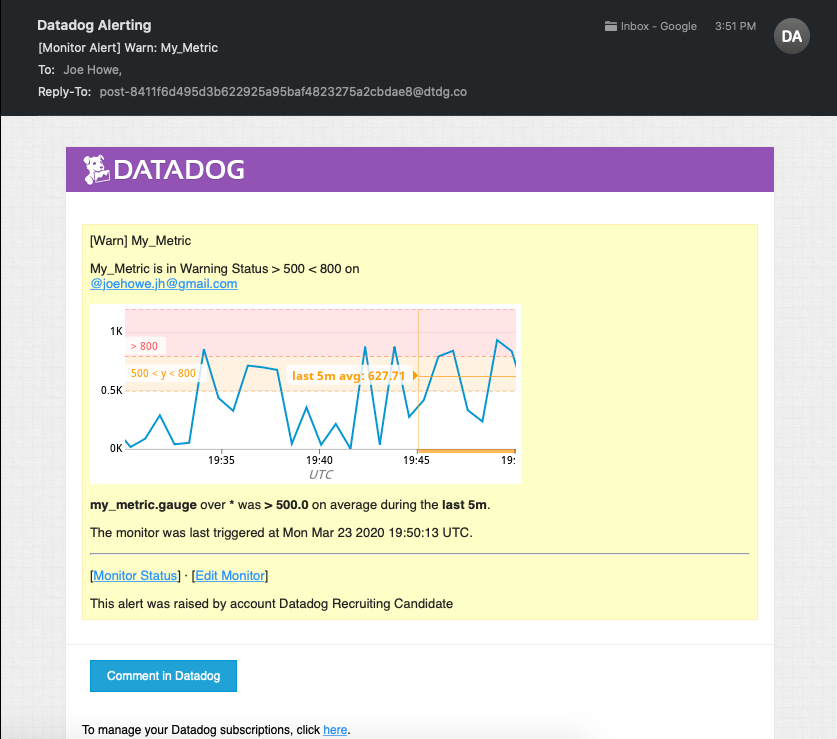 Datadog Alerting
Inbox - Google 3:51 PM
DA
[Monitor Alert] Warn: My_Metric
To: Joe Howe,
Reply-To: post-8411f6d495d3b622925a95baf4823275a2cbdae8@dtdg.co
DATADOG
[Warn] My_Metric
My_Metric is in Warning Status > 500 < 800 on
@joehowe.jh@gmail.com
1K
> 800
500 < y < 800
last 5m avg: 627.71
0.5K
0K
19:35 19:40 19:45 19:
UTC
my_metric.gauge over * was > 500.0 on average during the last 5m.
The monitor was last triggered at Mon Mar 23 2020 19:50:13 UTC.
[Monitor Status] · [Edit Monitor]
This alert was raised by account Datadog Recruiting Candidate
Comment in Datadog
To manage your Datadog subscriptions, click here.